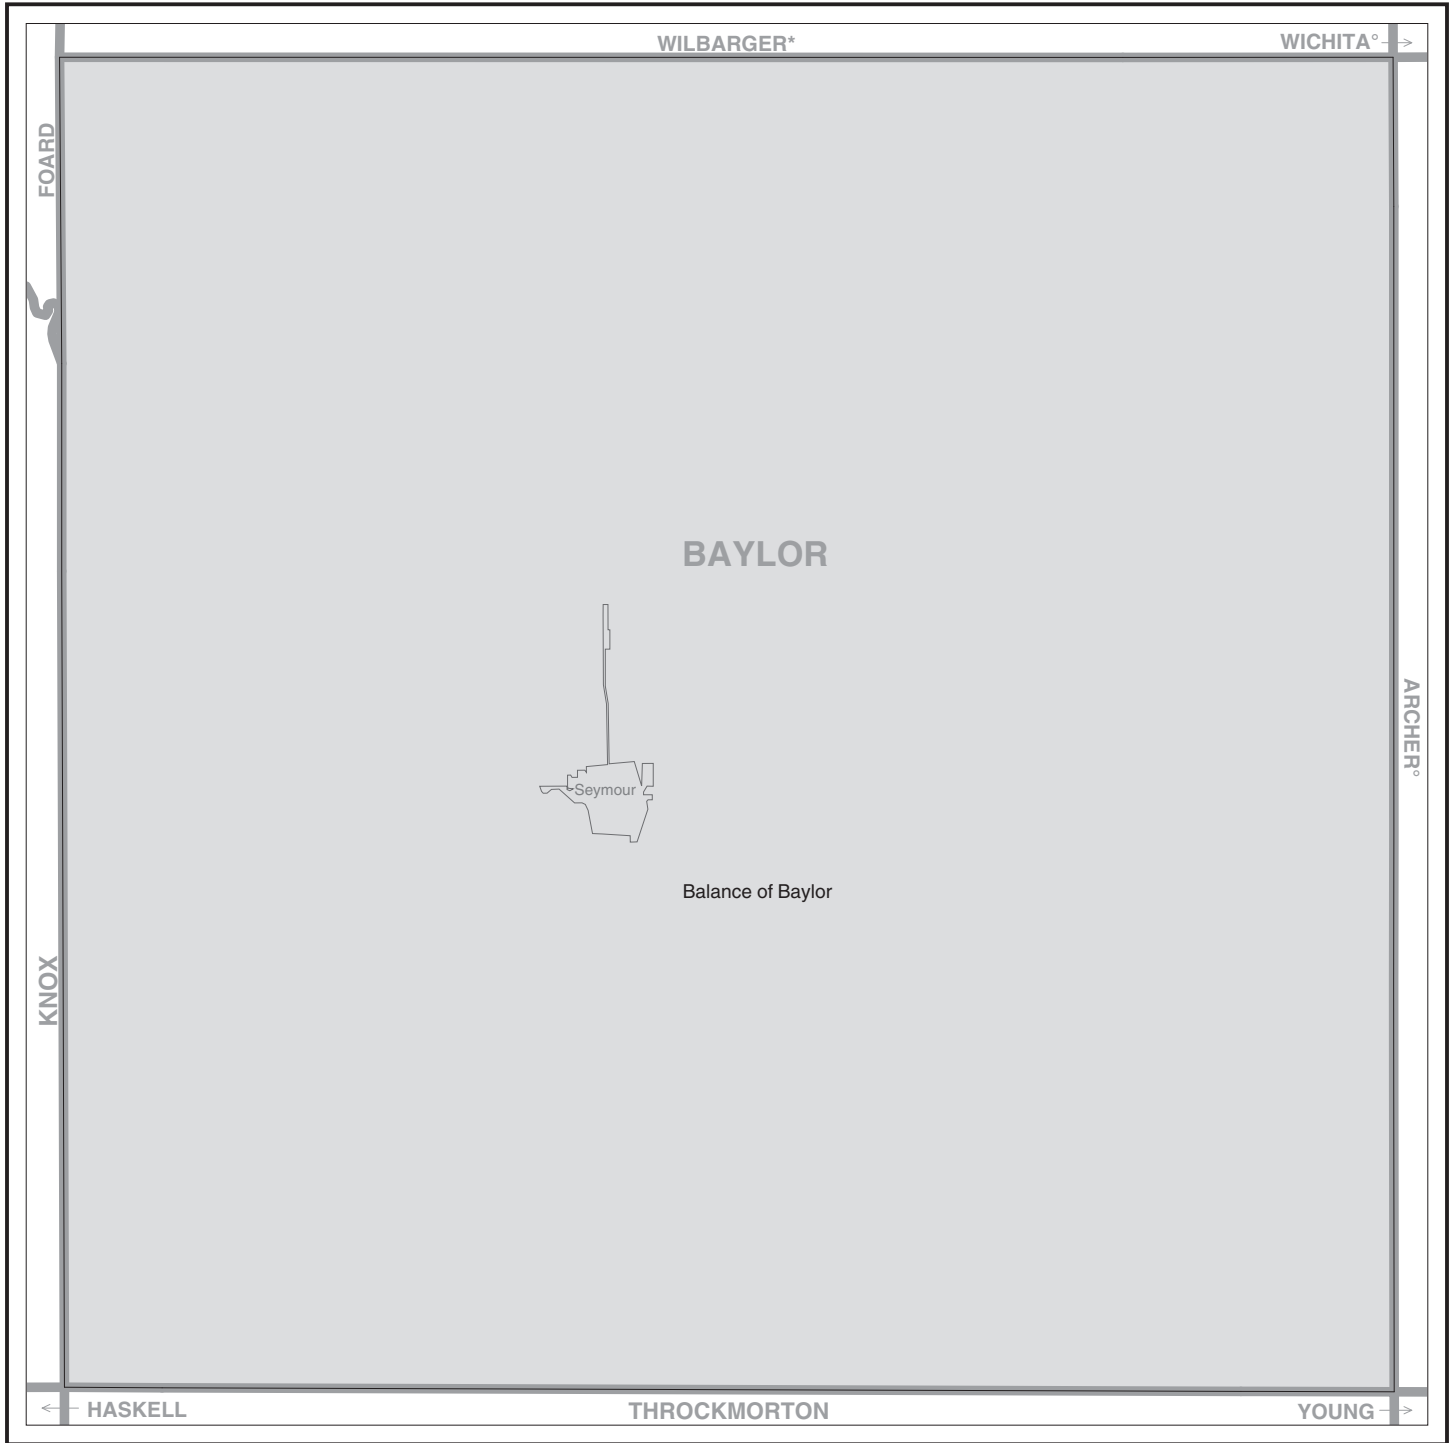 WILBARGER*
WICHITA°
FOARD
BAYLOR
ARCHER°
Seymour
Balance of Baylor
KNOX
HASKELL
THROCKMORTON
YOUNG